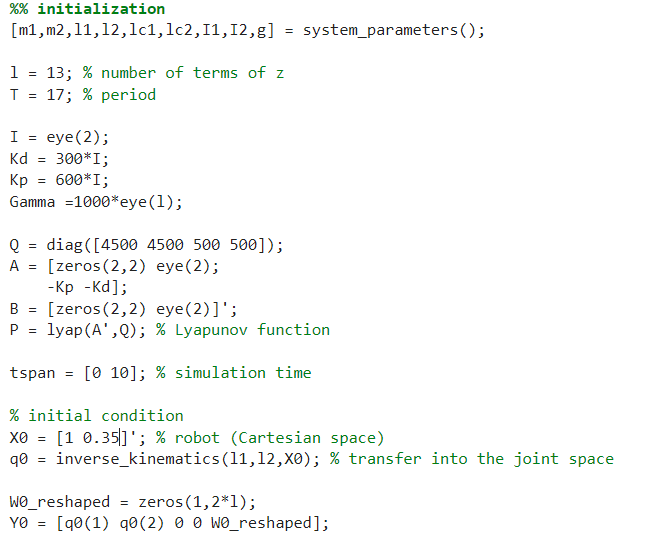 %% initialization
[m1,m2,l1,l2,lc1,lc2,I1,I2,g] = system_parameters();
l = 13; % number of terms of z
T = 17; % period
I = eye(2);
Kd = 300*I;
Kp = 600*I;
Gamma =1000*eye(l);
Q = diag([4500 4500 500 500]);
A = [zeros(2,2) eye(2);
-Kp -Kd];
B = [zeros(2,2) eye(2)]';
P = lyap(A',Q); % Lyapunov function
tspan = [0 10]; % simulation time
% initial condition
X0 = [1 0.35]'; % robot (Cartesian space)
q0 = inverse_kinematics(l1,l2,X0); % transfer into the joint space
W0_reshaped = zeros(1,2*l);
Y0 = [q0(1) q0(2) 0 0 W0_reshaped];